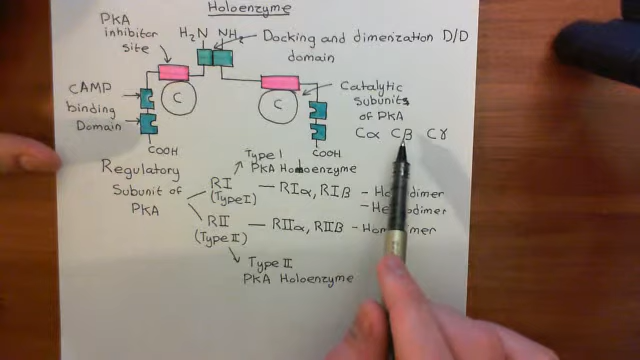 Holoenzyme
PKA
inhibitor
site
H₂N NH₂
Docking and dimerization D/D
domain
CAMP
binding
Domain
C
C
Catalytic
subunits
of PKA
Cα Cβ Cγ
COOH
COOH
Regulatory
Subunit of
PKA
Type I
PKA Holoenzyme
RI
(Type I)
RIα, RIβ
RII
(Type II)
RIIα, RIIβ
Type II
PKA Holoenzyme